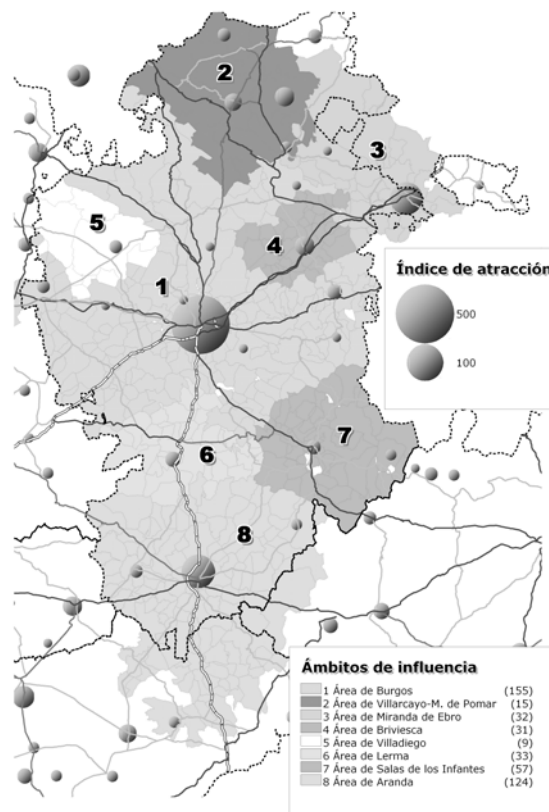 2
3
5
4
1
Índice de atracción
500
100
6
7
8
Ámbitos de influencia
1 Área de Burgos (155)
2 Área de Villarcayo-M. de Pomar (15)
3 Área de Miranda de Ebro (32)
4 Área de Briviesca (31)
5 Área de Villadiego (9)
6 Área de Lerma (33)
7 Área de Salas de los Infantes (57)
8 Área de Aranda (124)